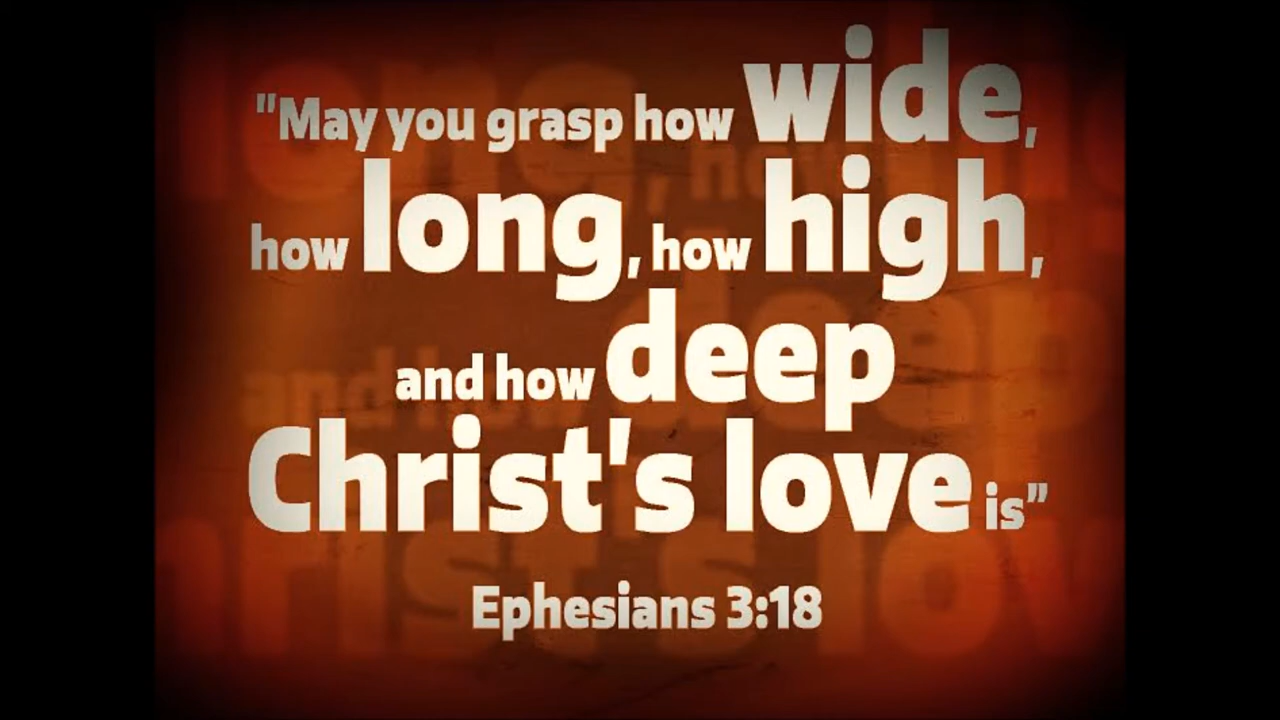 "May you grasp how wide,
how long, how high,
and how deep
Christ's love is"
Ephesians 3:18